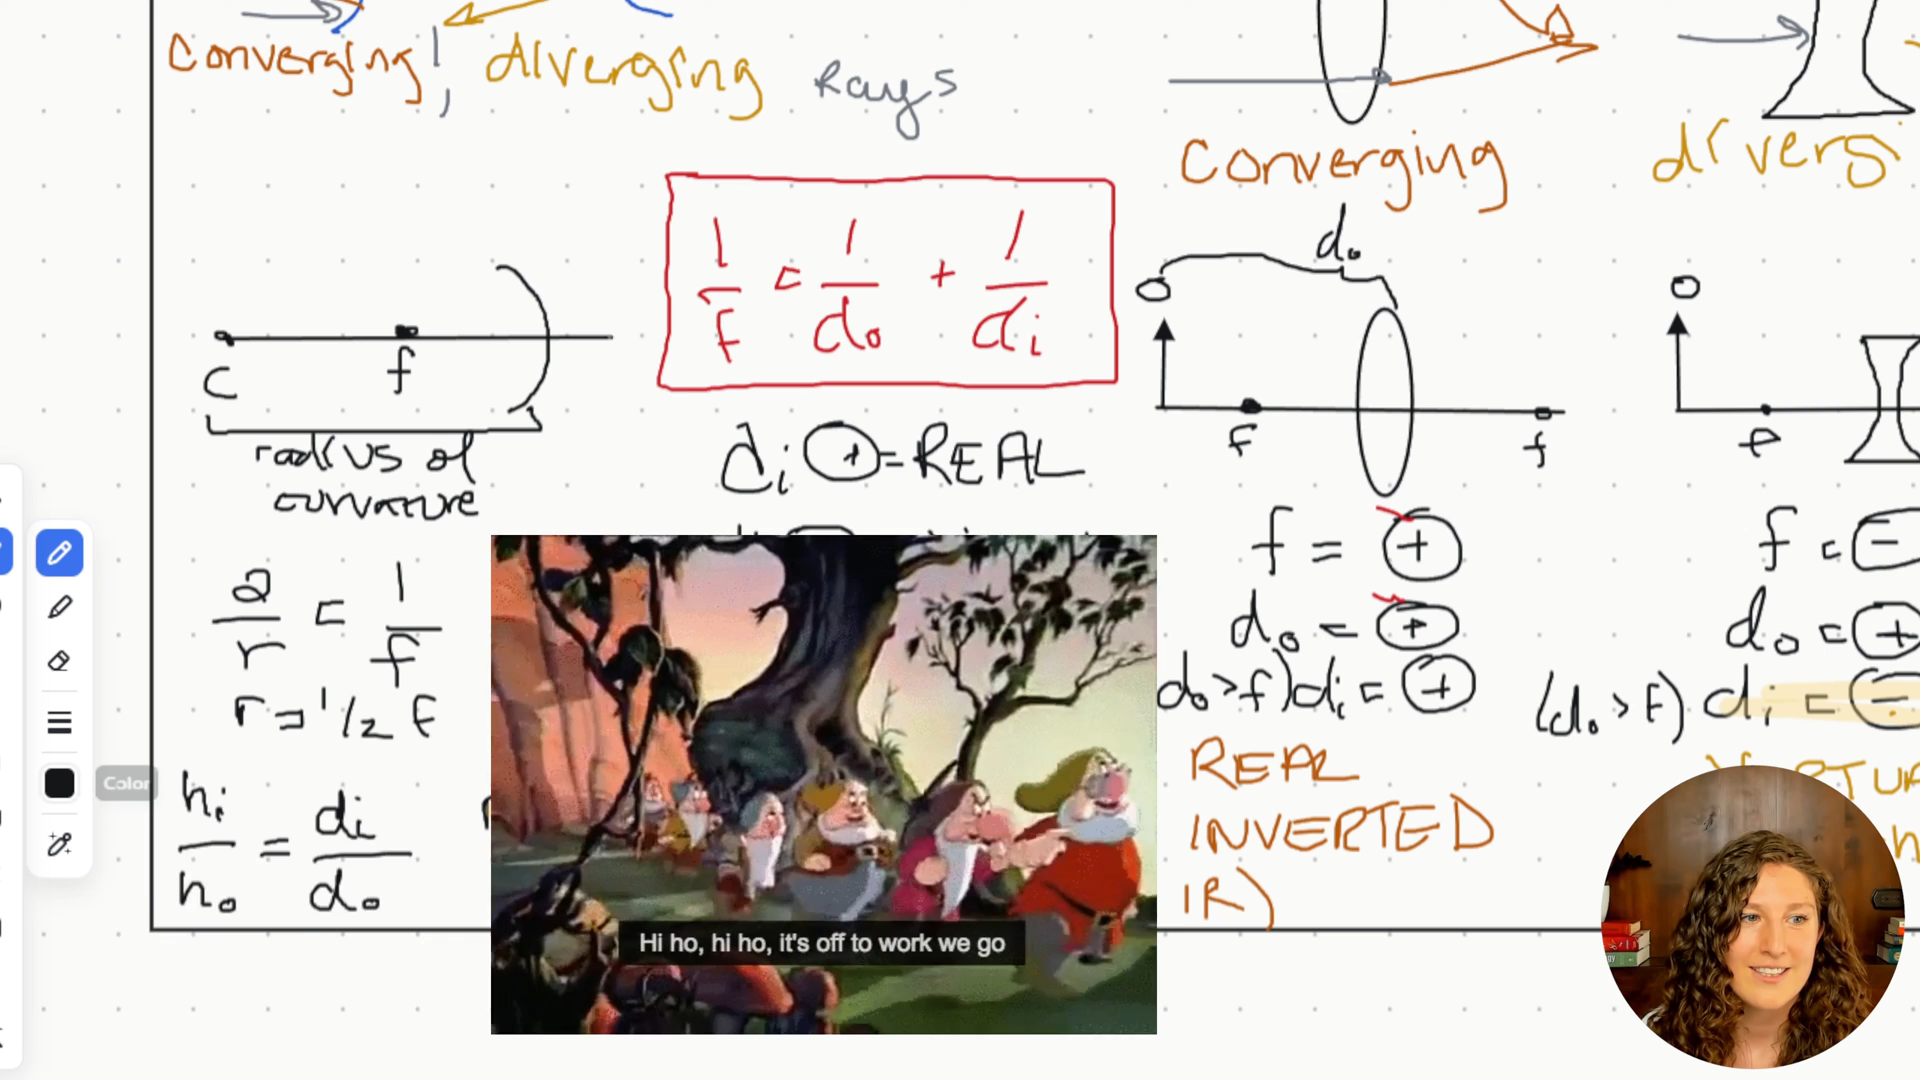 Converging, diverging Rays
Converging
1/f = 1/do + 1/di
do
C
f
radius of
curvature
di + = REAL
O
f
f
O
f
2/r = 1/f
r = 1/2 f
hi/ho = di/do
f = +
do = +
do > f) di = +
REAL
INVERTED
IR)
f = -
do = +
(do > f) di = -
Color
Hi ho, hi ho, it's off to work we go